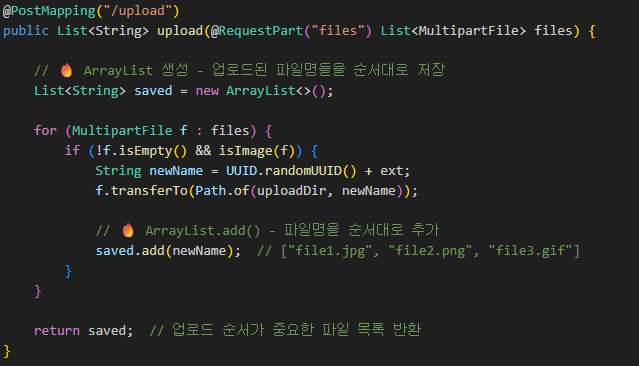 @PostMapping("/upload")
public List<String> upload(@RequestPart("files") List<MultipartFile> files) {
// 🔥 ArrayList 생성 - 업로드된 파일명들을 순서대로 저장
List<String> saved = new ArrayList<>();
for (MultipartFile f : files) {
if (!f.isEmpty() && isImage(f)) {
String newName = UUID.randomUUID() + ext;
f.transferTo(Path.of(uploadDir, newName));
// 🔥 ArrayList.add() - 파일명을 순서대로 추가
saved.add(newName);  // ["file1.jpg", "file2.png", "file3.gif"]
}
}
return saved;  // 업로드 순서가 중요한 파일 목록 반환
}